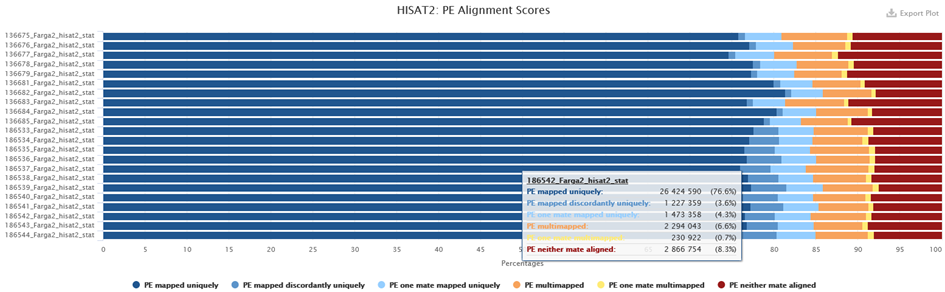 HISAT2: PE Alignment Scores
Export Plot
136675_Farga2_hisat2_stat
136676_Farga2_hisat2_stat
136677_Farga2_hisat2_stat
136678_Farga2_hisat2_stat
136679_Farga2_hisat2_stat
136681_Farga2_hisat2_stat
136682_Farga2_hisat2_stat
136683_Farga2_hisat2_stat
136684_Farga2_hisat2_stat
136685_Farga2_hisat2_stat
186533_Farga2_hisat2_stat
186534_Farga2_hisat2_stat
186535_Farga2_hisat2_stat
186536_Farga2_hisat2_stat
186537_Farga2_hisat2_stat
186538_Farga2_hisat2_stat
186539_Farga2_hisat2_stat
186540_Farga2_hisat2_stat
186541_Farga2_hisat2_stat
186542_Farga2_hisat2_stat
186543_Farga2_hisat2_stat
186544_Farga2_hisat2_stat
186542_Farga2_hisat2_stat
PE mapped uniquely: 26 424 590 (76.6%)
PE mapped discordantly uniquely: 1 227 359 (3.6%)
PE one mate mapped uniquely: 1 473 358 (4.3%)
PE multimapped: 2 294 043 (6.6%)
PE one mate multimapped: 230 922 (0.7%)
PE neither mate aligned: 2 866 754 (8.3%)
0 5 10 15 20 25 30 35 40 45 50 65 80 85 90 95 100
Percentages
PE mapped uniquely PE mapped discordantly uniquely PE one mate mapped uniquely PE multimapped PE one mate multimapped PE neither mate aligned